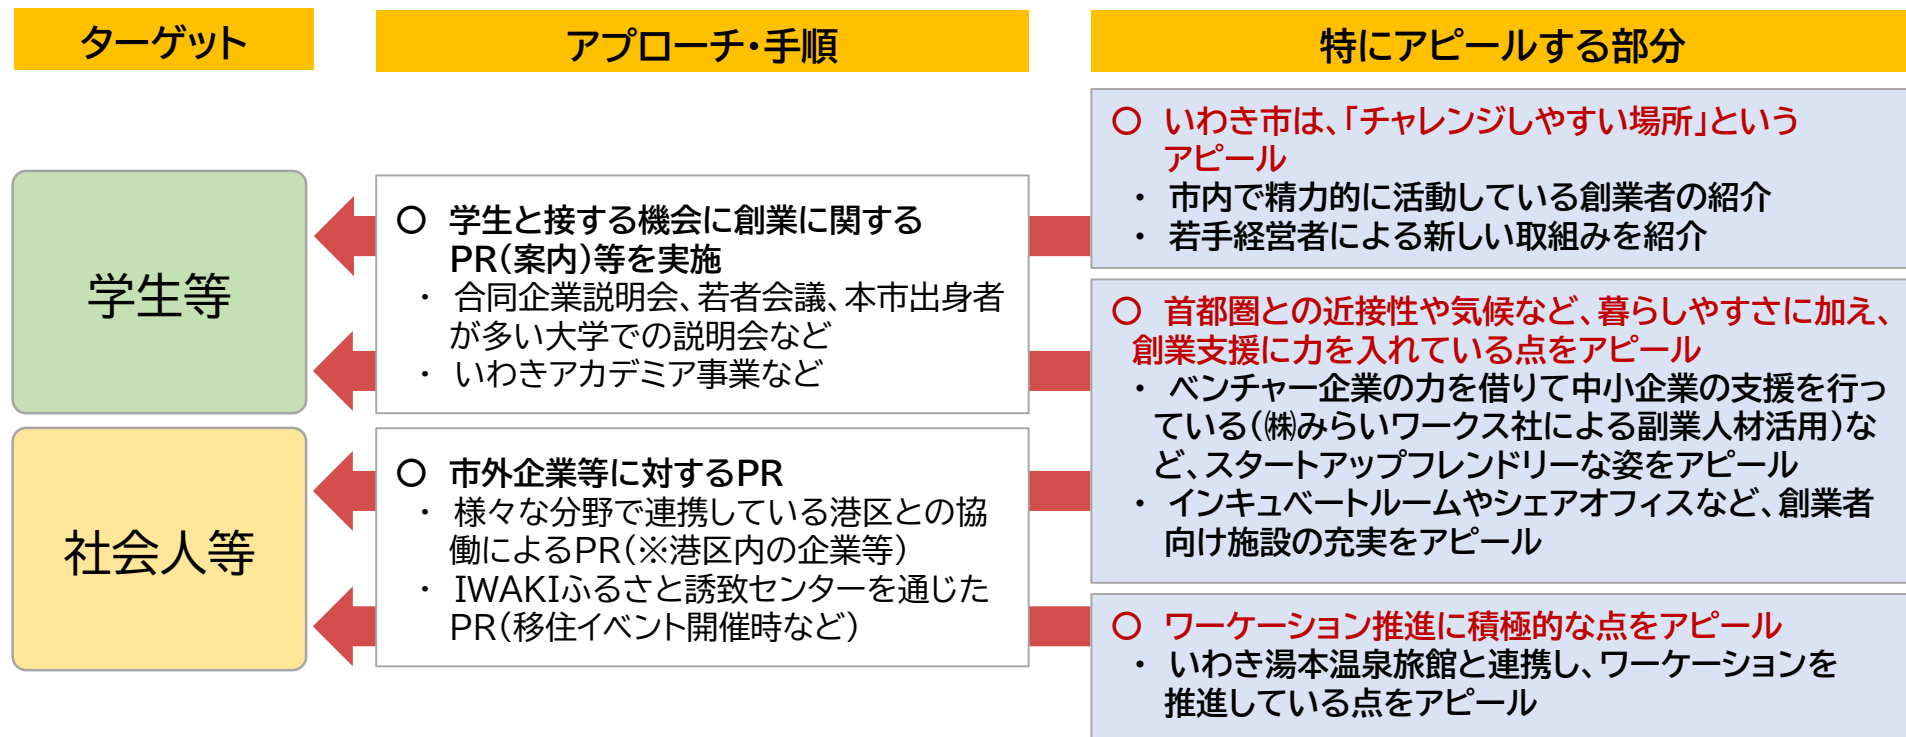 ターゲット
アプローチ・手順
特にアピールする部分
学生等
社会人等
〇 学生と接する機会に創業に関する
PR(案内)等を実施
・ 合同企業説明会、若者会議、本市出身者
が多い大学での説明会など
・ いわきアカデミア事業など
〇 市外企業等に対するPR
・ 様々な分野で連携している港区との協
働によるPR(※港区内の企業等)
・ IWAKIふるさと誘致センターを通じた
PR(移住イベント開催時など)
〇 いわき市は、「チャレンジしやすい場所」という
アピール
・ 市内で精力的に活動している創業者の紹介
・ 若手経営者による新しい取組みを紹介
〇 首都圏との近接性や気候など、暮らしやすさに加え、
創業支援に力を入れている点をアピール
・ ベンチャー企業の力を借りて中小企業の支援を行っ
ている(㈱みらいワークス社による副業人材活用)な
ど、スタートアップフレンドリーな姿をアピール
・ インキュベートルームやシェアオフィスなど、創業者
向け施設の充実をアピール
〇 ワーケーション推進に積極的な点をアピール
・ いわき湯本温泉旅館と連携し、ワーケーションを
推進している点をアピール